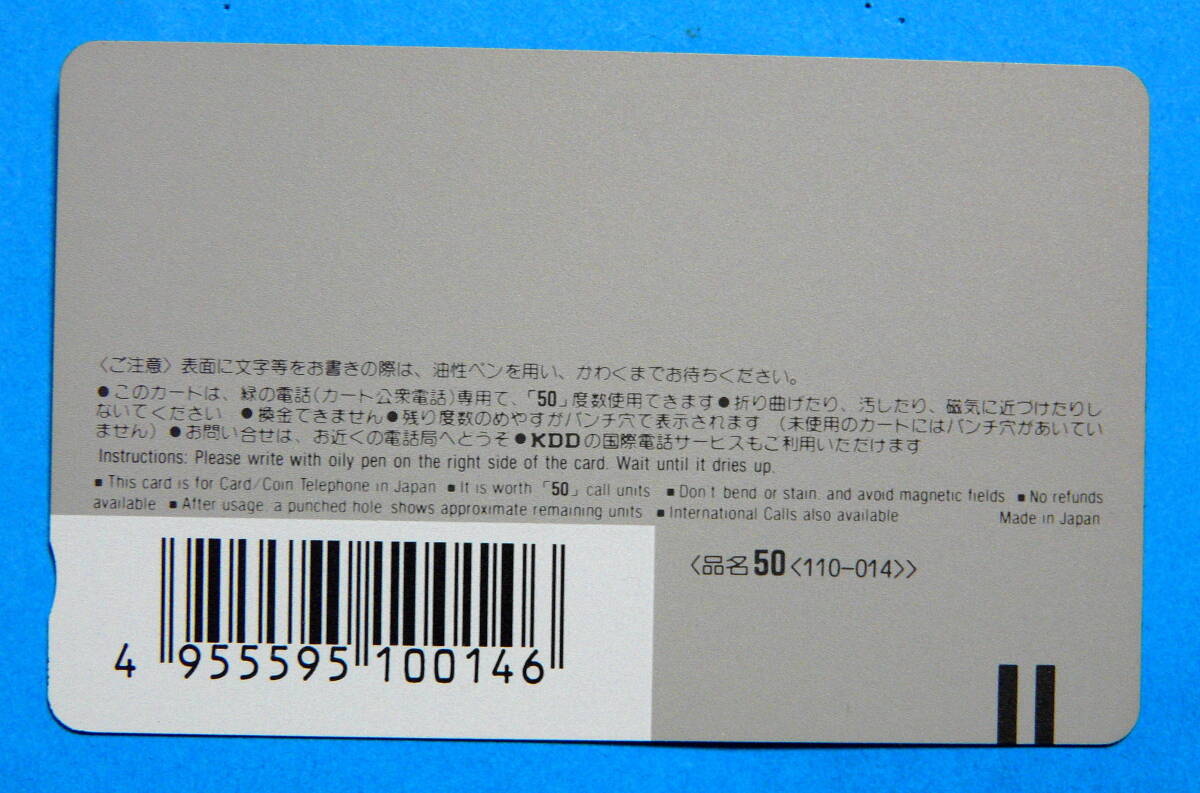 〈ご注意〉表面に文字等をお書きの際は、油性ペンを用い、かわくまでお待ちください。
●このカードは、緑の電話(カード公衆電話)専用で、「50」度数使用できます●折り曲げたり、汚したり、磁気に近づけたりし
ないでください ●換金できません●残り度数のめやすがパンチ穴で表示されます (未使用のカードにはパンチ穴があいてい
ません) ●お問い合せは、お近くの電話局へどうぞ●KDDの国際電話サービスもご利用いただけます
Instructions: Please write with oily pen on the right side of the card. Wait until it dries up.
■This card is for Card/Coin Telephone in Japan ■It is worth「50」call units ■Don't bend or stain. and avoid magnetic fields ■No refunds
available ■After usage. a punched hole shows approximate remaining units ■International Calls also available Made in Japan
〈品名50<110-014>〉
4 955595 100146